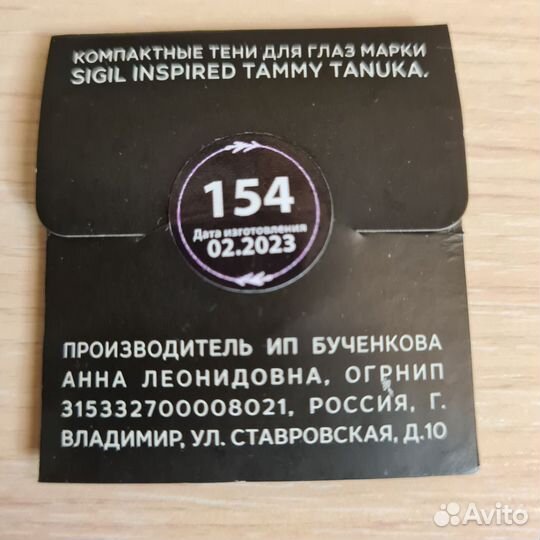 КОМПАКТНЫЕ ТЕНИ ДЛЯ ГЛАЗ МАРКИ
SIGIL INSPIRED TAMMY TANUKA.
154
Дата изготовления
02.2023
ПРОИЗВОДИТЕЛЬ ИП БУЧЕНКОВА
АННА ЛЕОНИДОВНА, ОГРНИП
315332700008021, РОССИЯ, Г.
ВЛАДИМИР, УЛ. СТАВРОВСКАЯ, Д.10
Avito